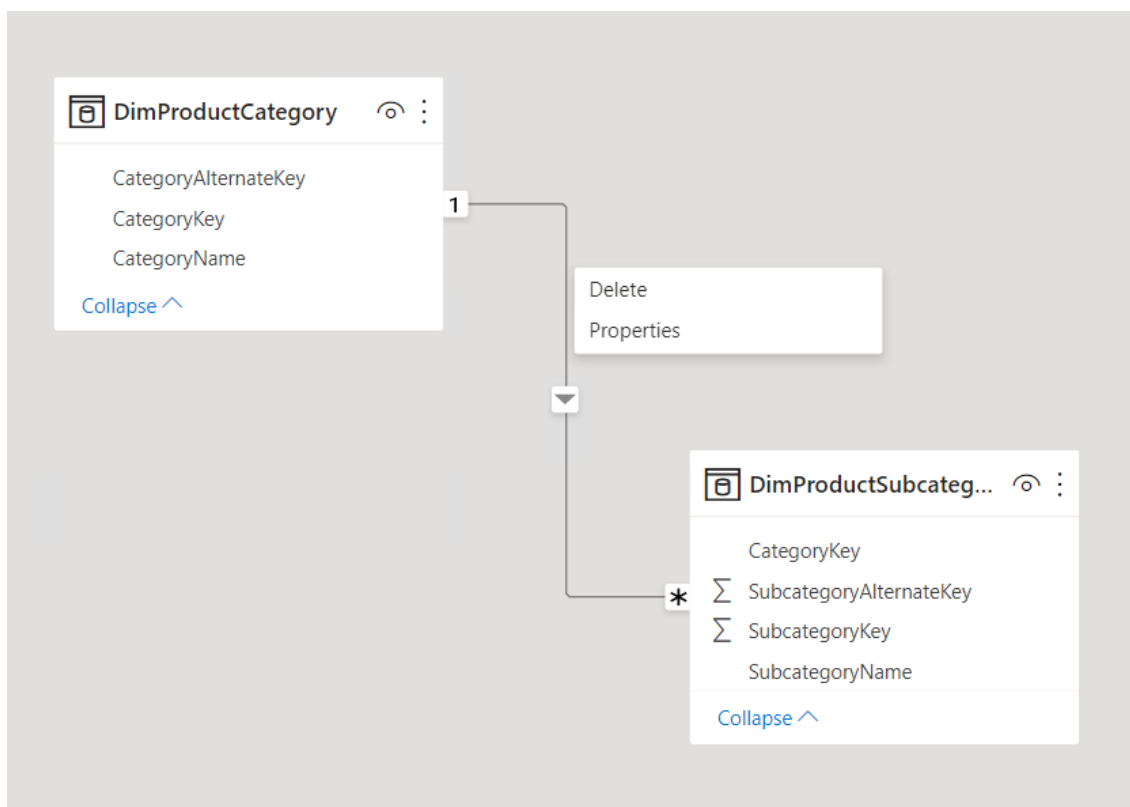 DimProductCategory
CategoryAlternateKey
CategoryKey
CategoryName
Collapse
1
Delete
Properties
*
DimProductSubcateg...
CategoryKey
∑ SubcategoryAlternateKey
∑ SubcategoryKey
SubcategoryName
Collapse